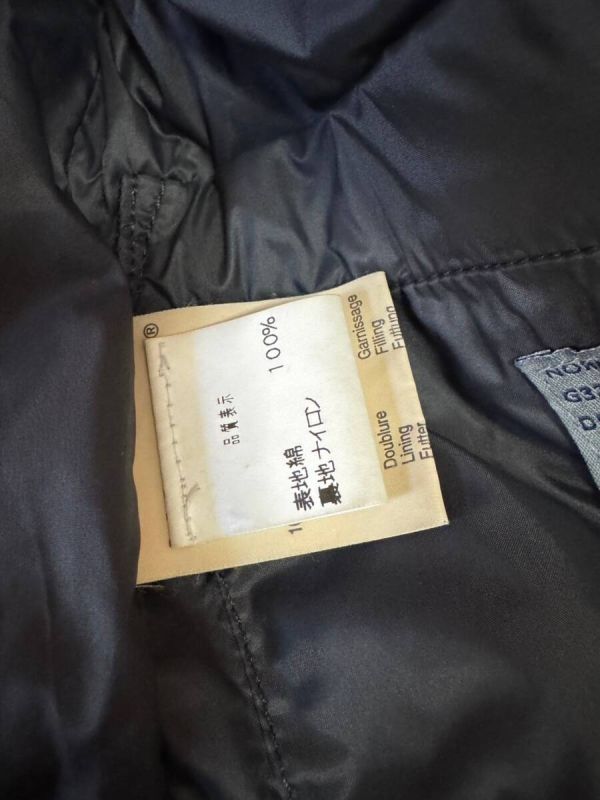 品質表示
100%
表地綿
裏地ナイロン
Garnissage
Filling
Futtung
Doublure
Lining
Futter
®